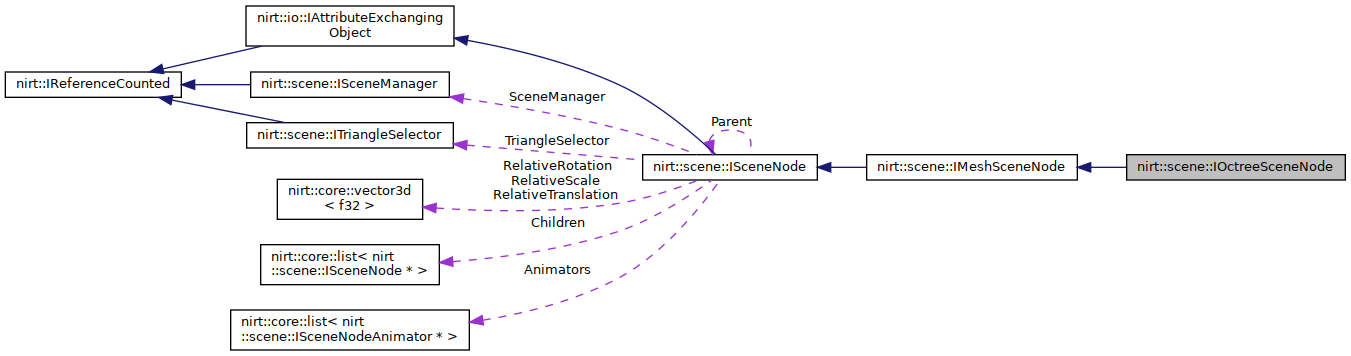 nirt::io::IAttributeExchanging
Object
nirt::IReferenceCounted
nirt::scene::ISceneManager
SceneManager
nirt::scene::ITriangleSelector
TriangleSelector
Parent
nirt::scene::ISceneNode
nirt::scene::IMeshSceneNode
nirt::scene::IOctreeSceneNode
RelativeRotation
RelativeScale
RelativeTranslation
nirt::core::vector3d
< f32 >
Children
nirt::core::list< nirt
::scene::ISceneNode * >
Animators
nirt::core::list< nirt
::scene::ISceneNodeAnimator * >